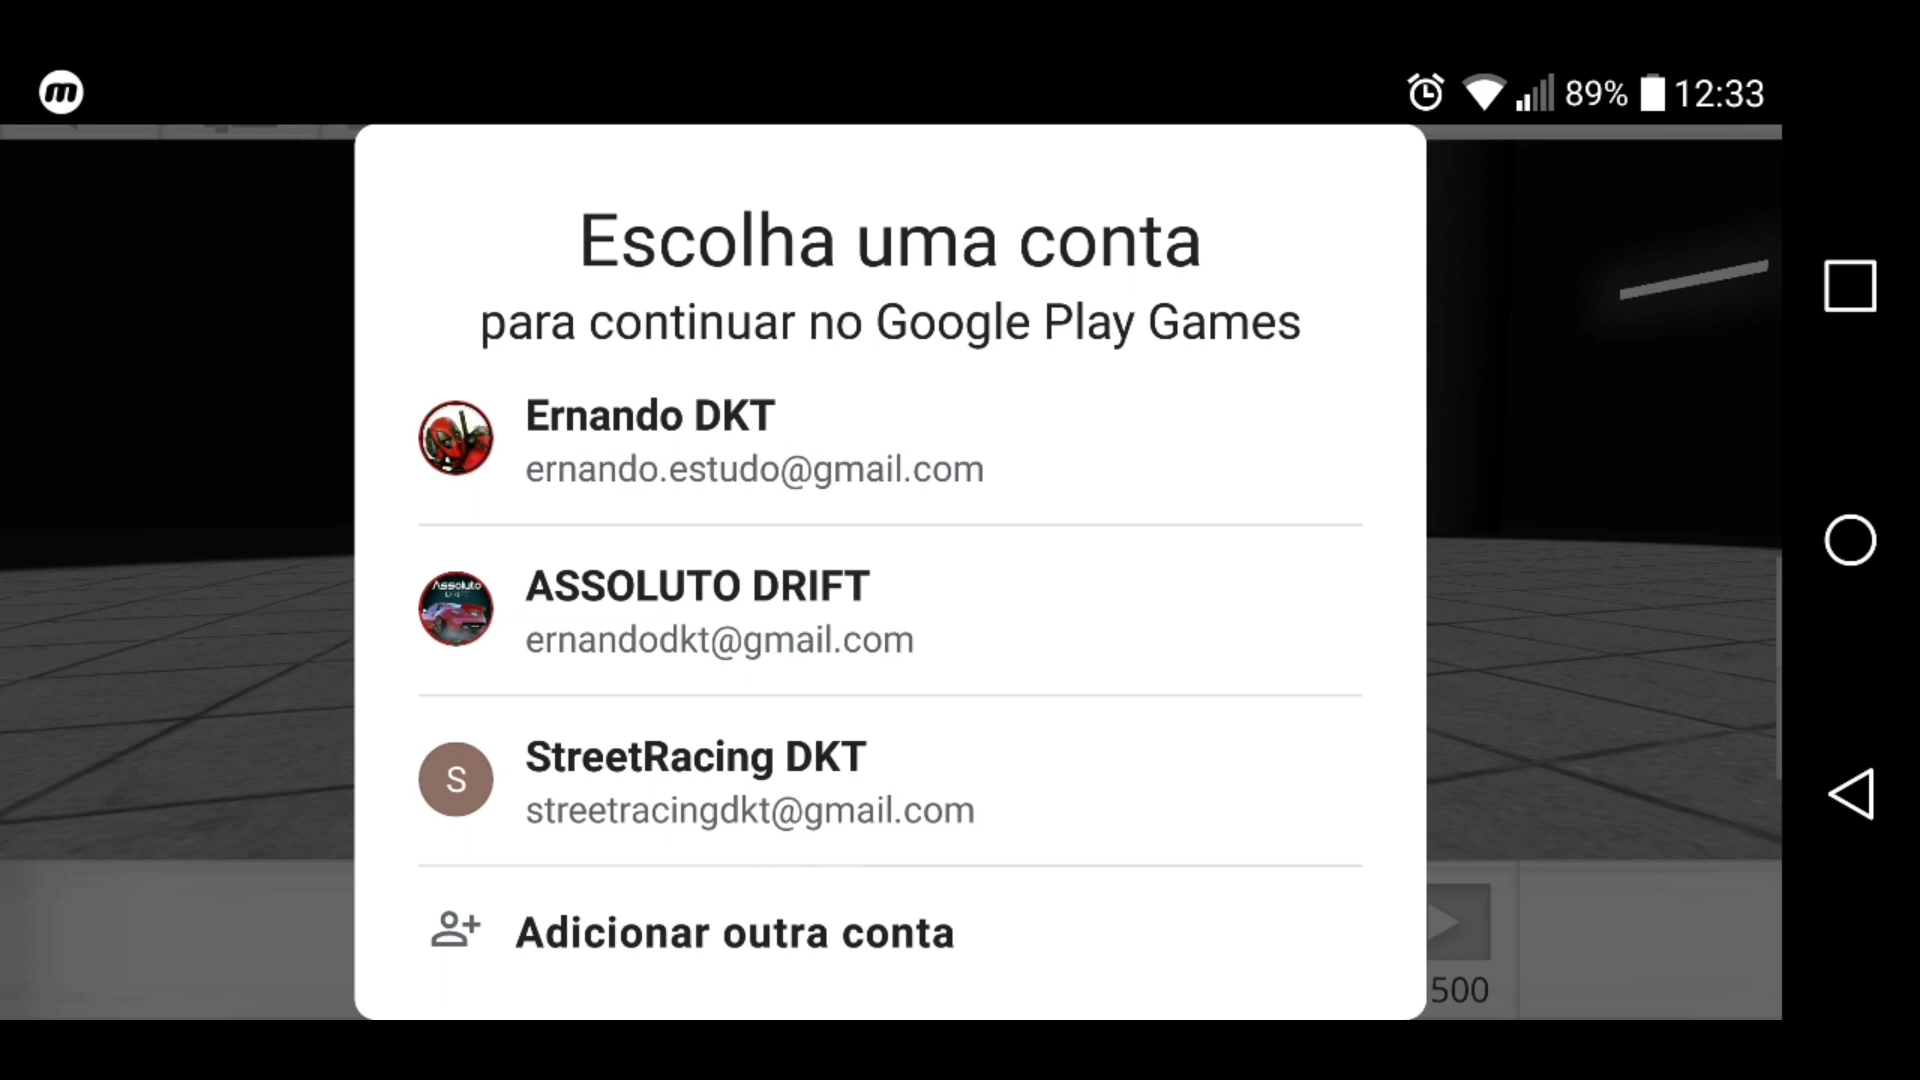 m
89% 12:33
Escolha uma conta
para continuar no Google Play Games
Ernando DKT
ernando.estudo@gmail.com
Assoluto
ASSOLUTO DRIFT
ernandodkt@gmail.com
S
StreetRacing DKT
streetracingdkt@gmail.com
Adicionar outra conta
500